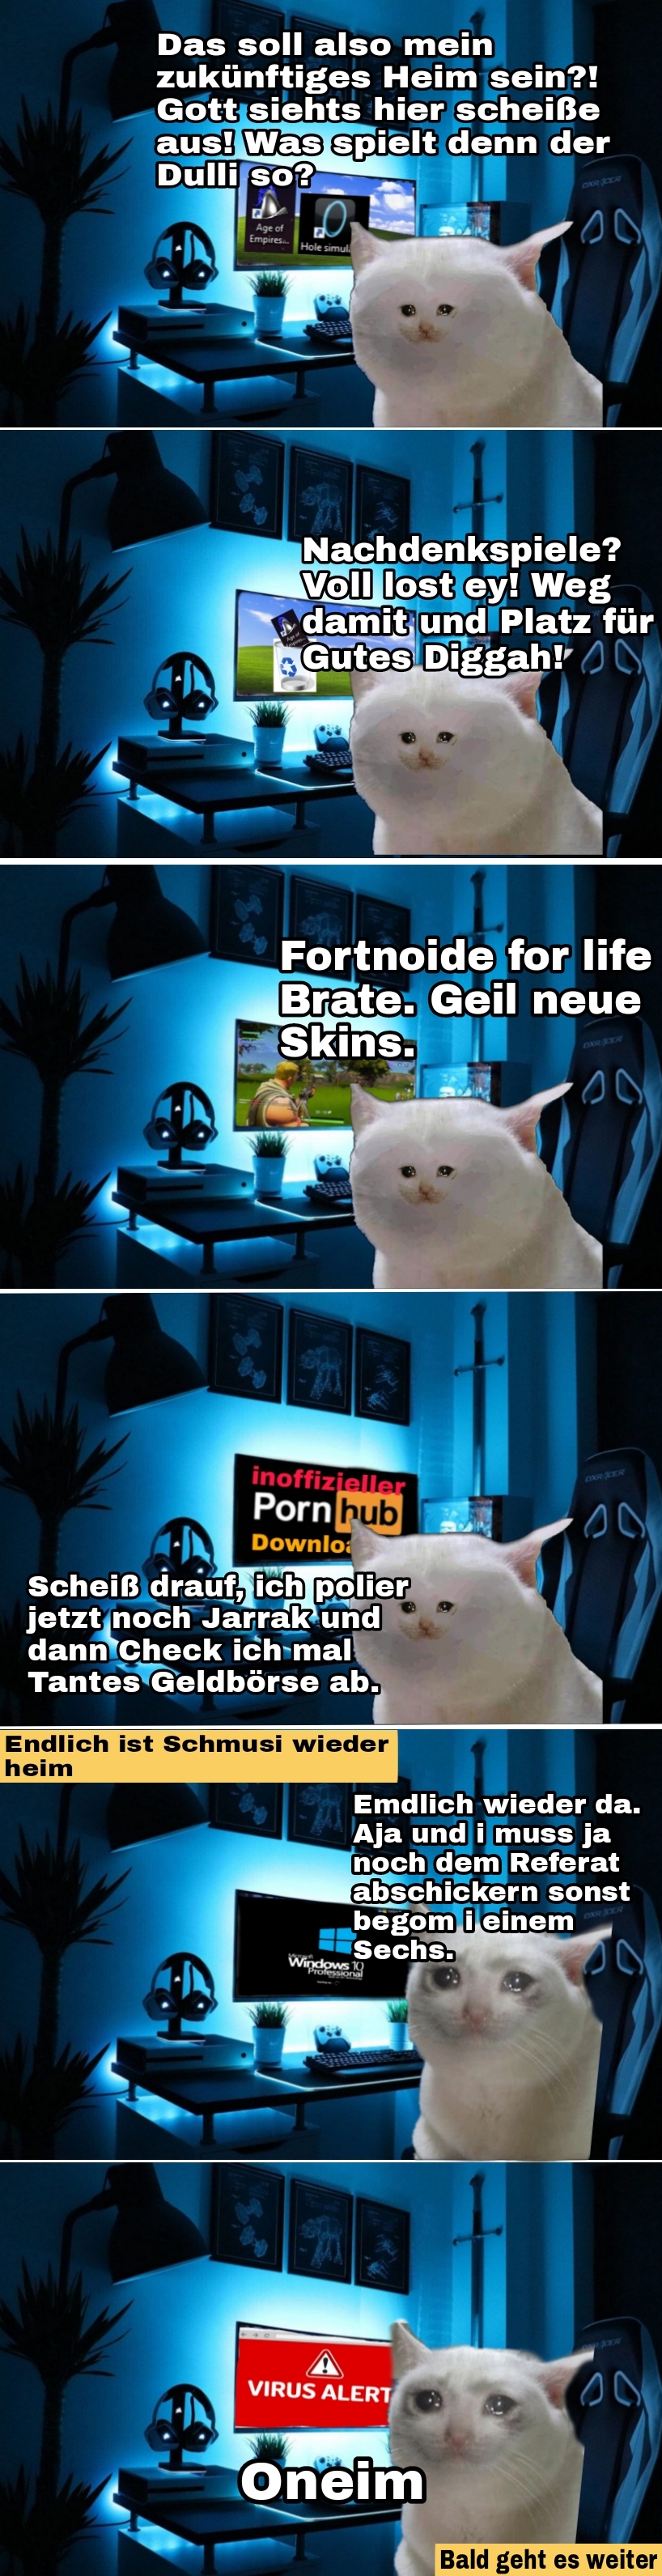 Das soll also mein
zukünftiges Heim sein?!
Gott siehts hier scheiße
aus! Was spielt denn der
Dulli so?
Age of
Empires...
Hole simul
DXRACER
Nachdenkspiele?
Voll lost ey! Weg
damit und Platz für
Gutes Diggah!
Fortnoide for life
Brate. Geil neue
Skins.
DXRACER
inoffizieller
Porn hub
Downloa
DXRACER
Scheiß drauf, ich polier
jetzt noch Jarrak und
dann Check ich mal
Tantes Geldbörse ab.
Endlich ist Schmusi wieder
heim
Emdlich wieder da.
Aja und i muss ja
noch dem Referat
abschickern sonst
begom i einem
Sechs.
Microsoft
Windows 10
Professional
VIRUS ALERT
Oneim
Bald geht es weiter